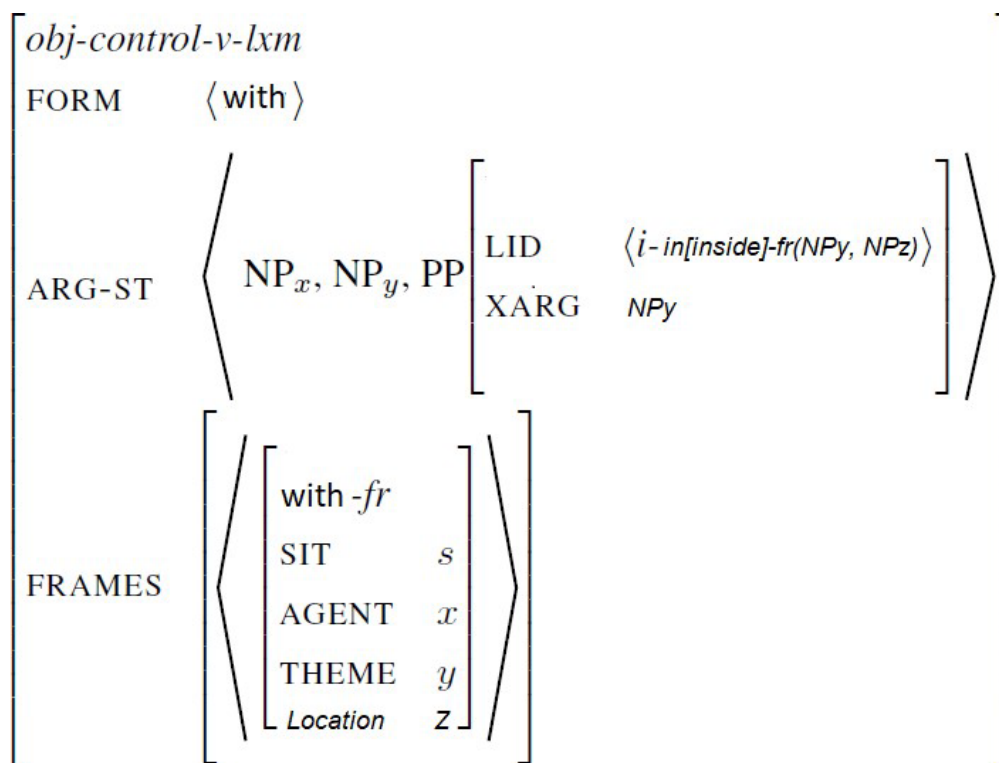 obj-control-v-lxm
FORM ⟨with⟩
ARG-ST ⟨ NPx, NPy, PP [ LID ⟨i- in[inside]-fr(NPy, NPz)⟩
XARG NPy ] ⟩
with -fr
SIT s
FRAMES AGENT x
THEME y
Location Z